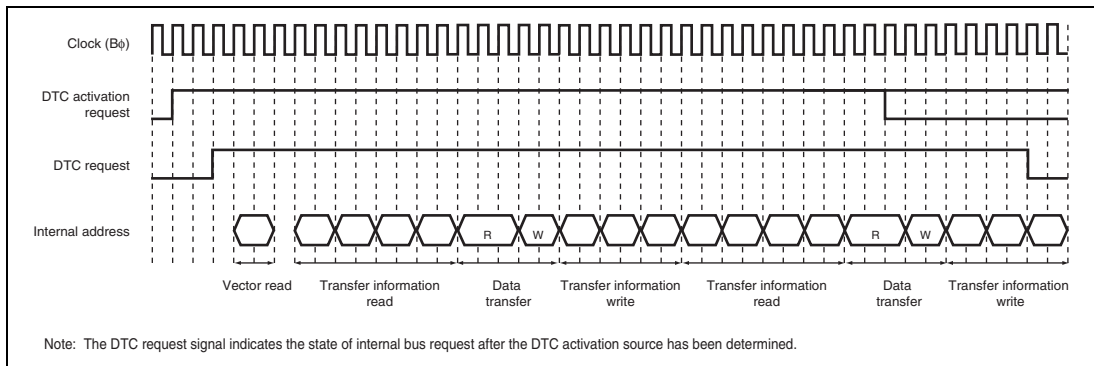 Clock (Bϕ)
DTC activation
request
DTC request
Internal address
R
W
R
W
Vector read
Transfer information
read
Data
transfer
Transfer information
write
Transfer information
read
Data
transfer
Transfer information
write
Note: The DTC request signal indicates the state of internal bus request after the DTC activation source has been determined.